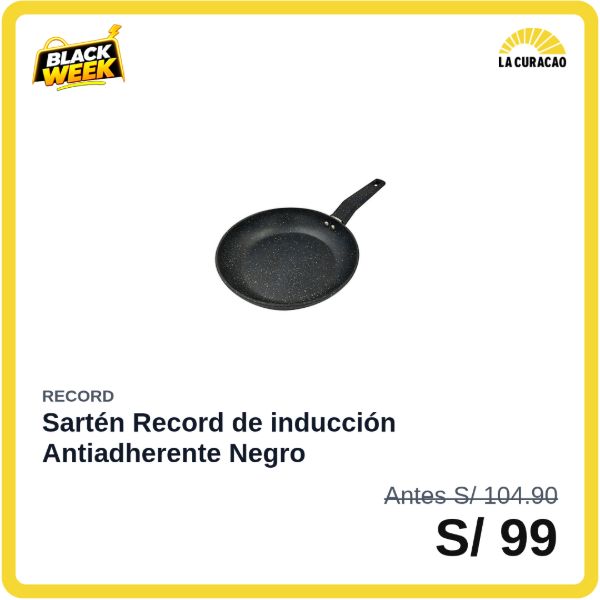 BLACK
WEEK
LA CURACAO
RECORD
Sartén Record de inducción
Antiadherente Negro
Antes S/ 104.90
S/ 99